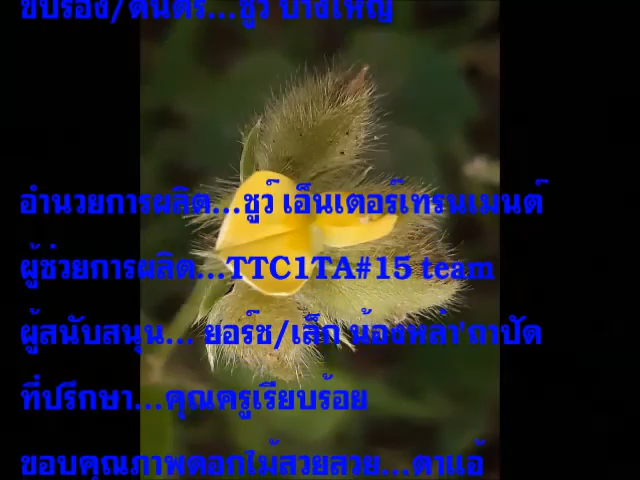 ขับร้อง/ดนตรี...ชูว์ บางใหญ่
อำนวยการผลิต...ชูว์ เอ็นเตอร์เทรนเมนต์
ผู้ช่วยการผลิต...TTC1TA#15 team
ผู้สนับสนุน... ยอร์ช/เล็ก น้องหล่า'ถาปัด
ที่ปรึกษา...คุณครูเรียบร้อย
ขอบคุณภาพดอกไม้สวยสวย...ตาแอ้